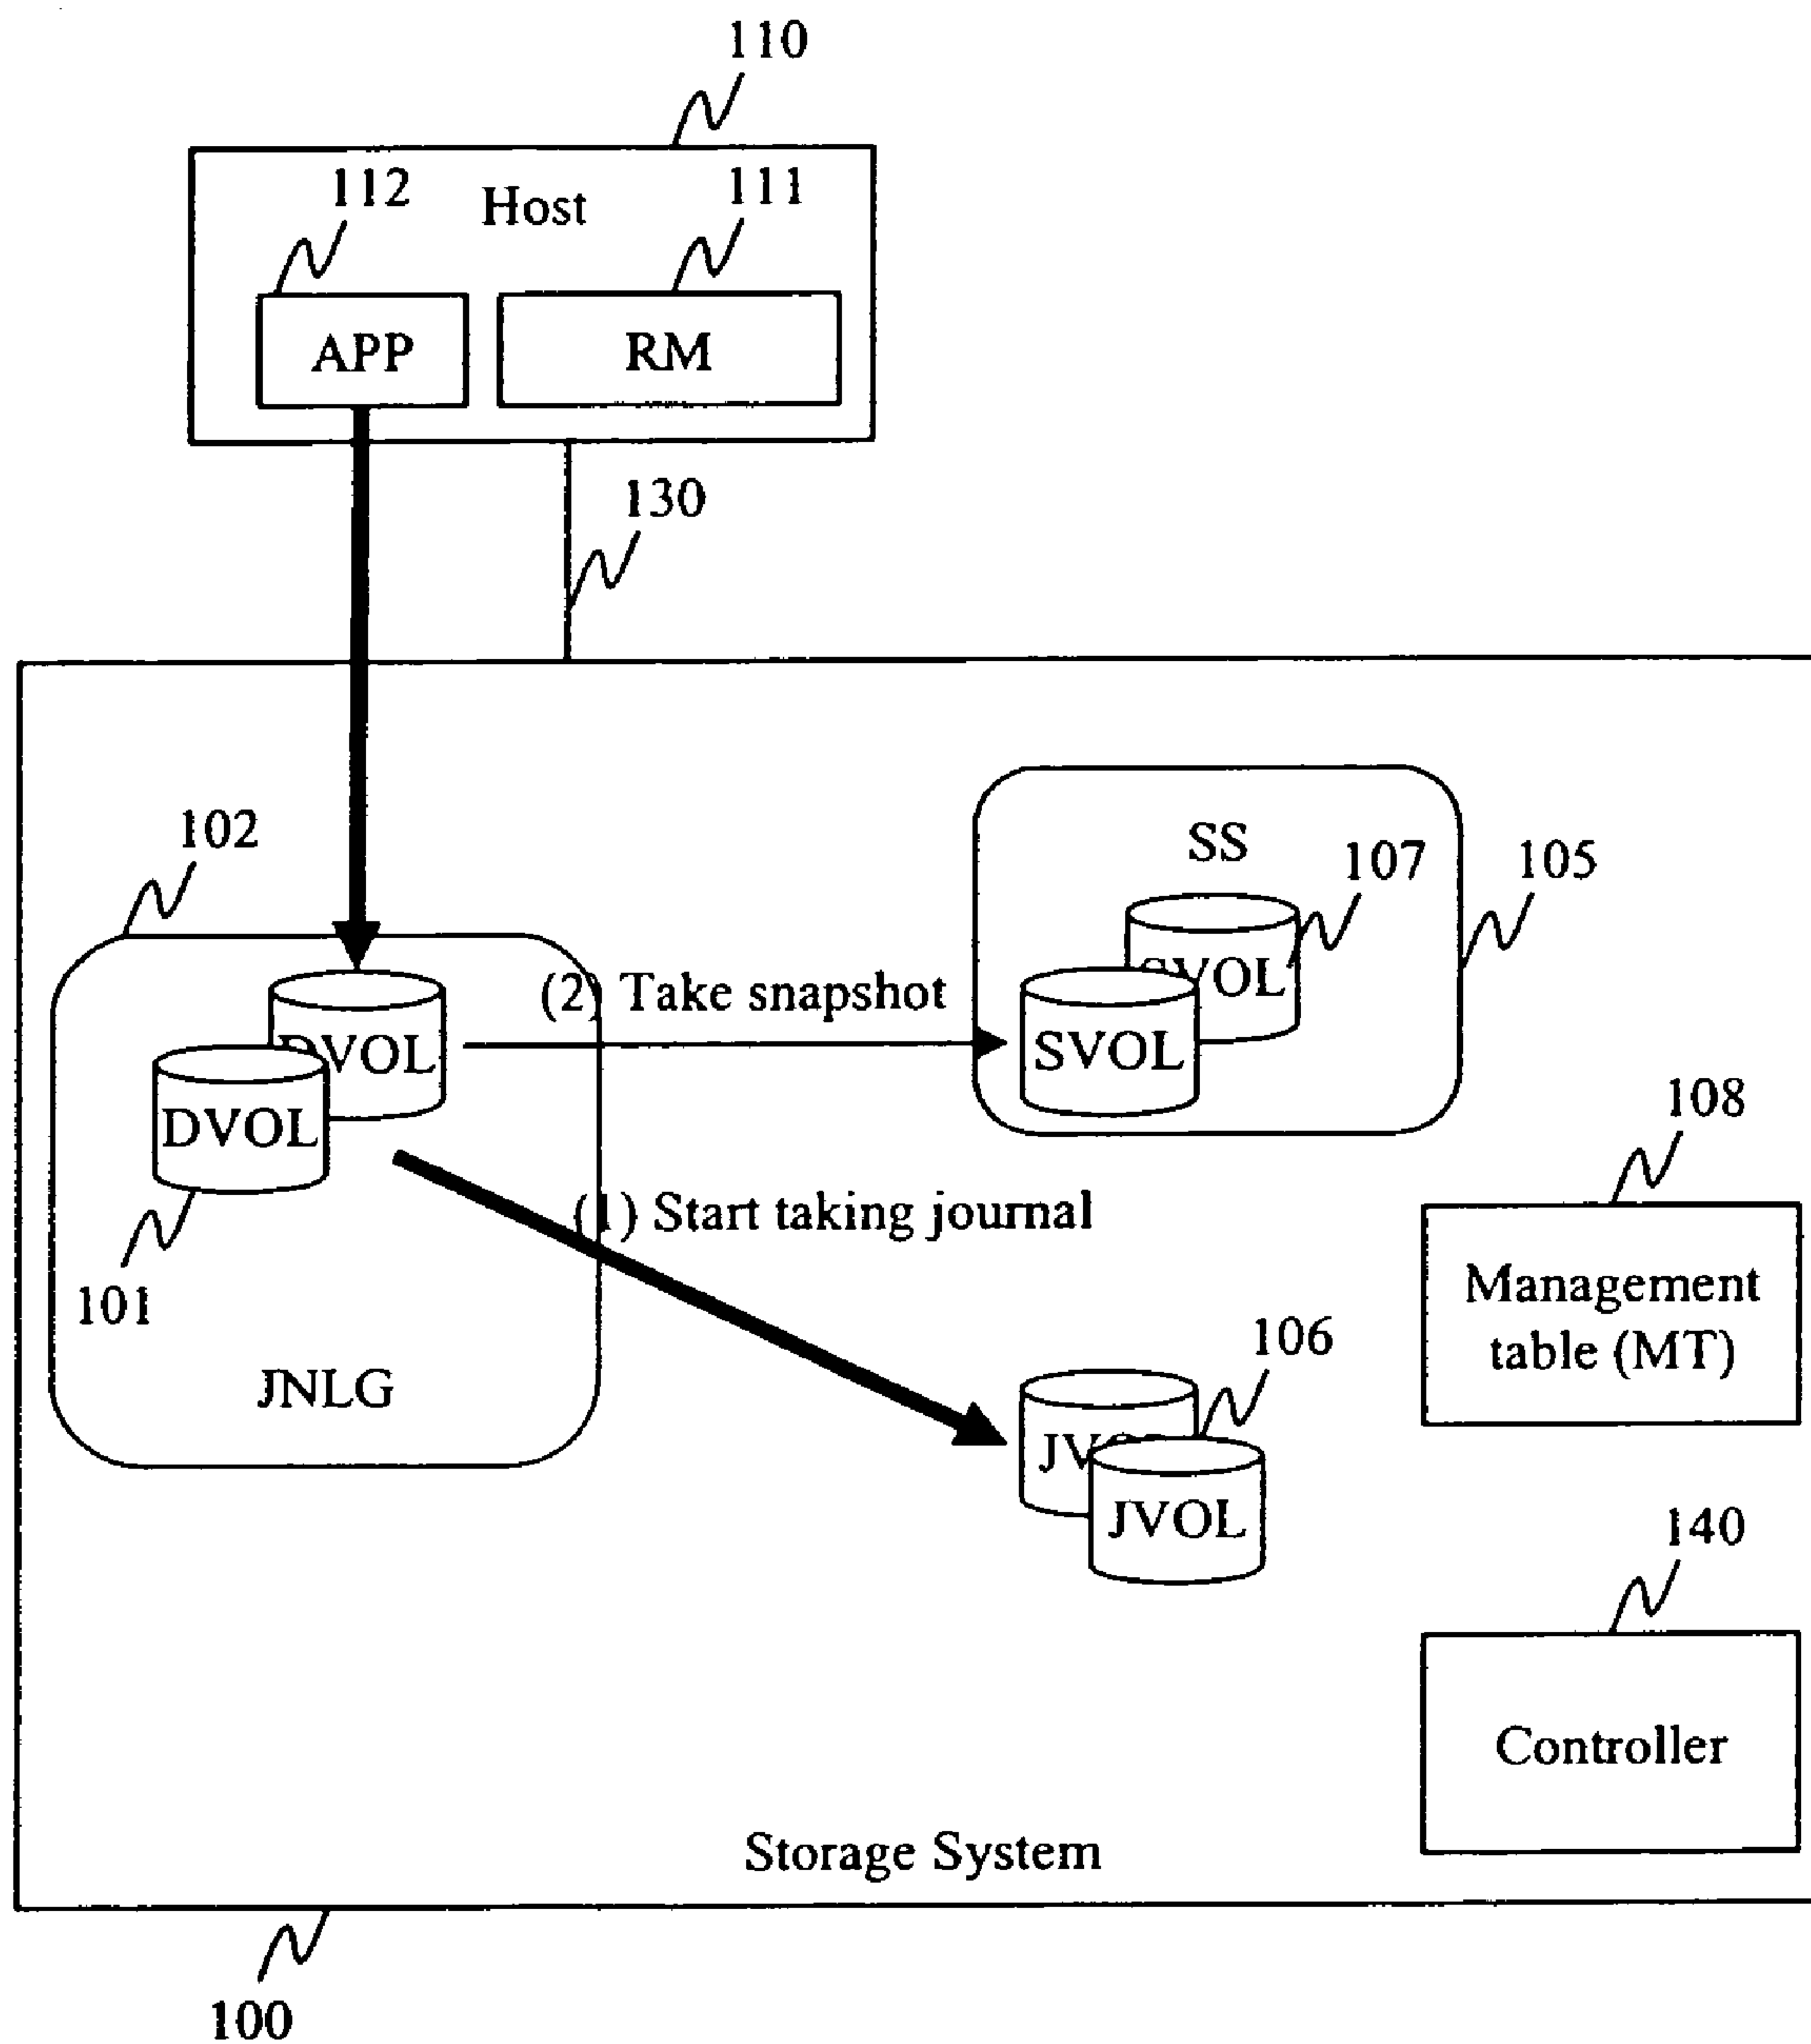 110
112
Host
111
APP
RM
130
102
SS
107
105
SVOL
(2) Take snapshot
DVOL
SVOL
DVOL
108
(1) Start taking journal
101
Management
table (MT)
106
JNLG
JVOL
140
Controller
Storage System
100